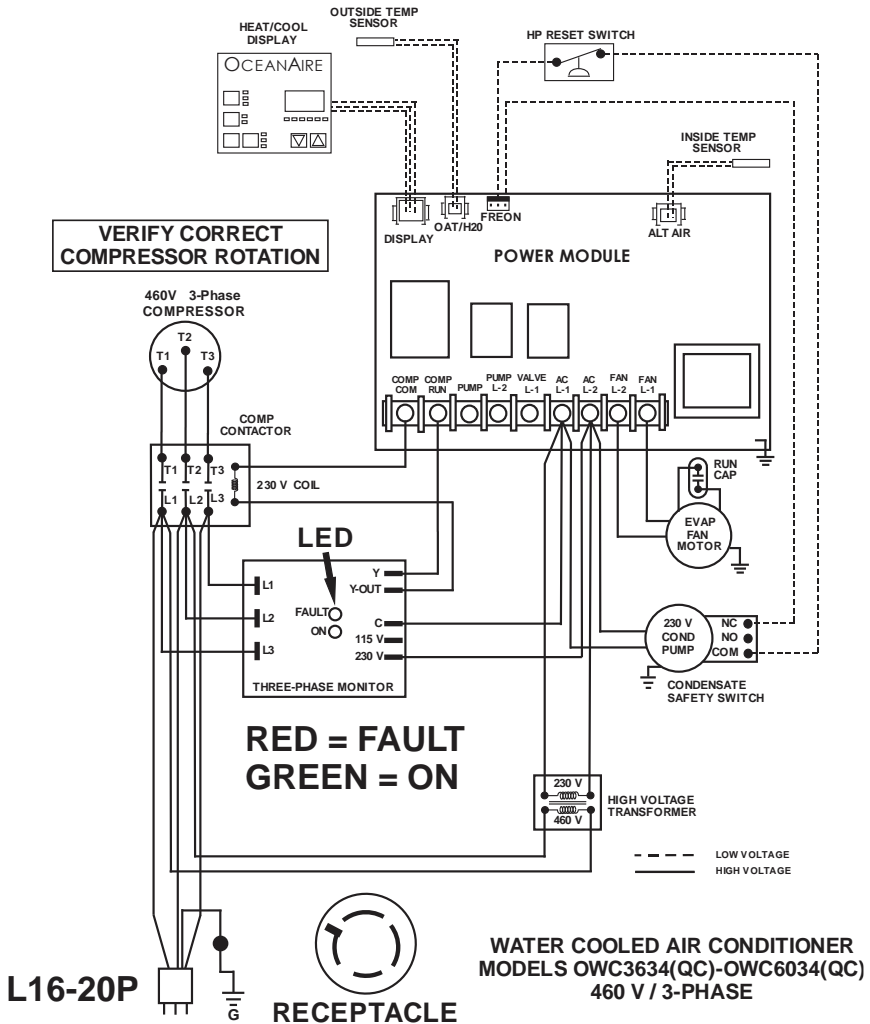 OUTSIDE TEMP
SENSOR
HEAT/COOL
DISPLAY
OCEANAIRE
HP RESET SWITCH
INSIDE TEMP
SENSOR
DISPLAY
OAT/H20
FREON
ALT AIR
POWER MODULE
VERIFY CORRECT
COMPRESSOR ROTATION
460V 3-Phase
COMPRESSOR
T1
T2
T3
COMP
COM
COMP
RUN
PUMP
PUMP
L-2
VALVE
L-1
AC
L-1
AC
L-2
FAN
L-2
FAN
L-1
COMP
CONTACTOR
T1
T2
T3
L1
L2
L3
230 V COIL
RUN
CAP
EVAP
FAN
MOTOR
LED
L1
L2
L3
FAULT
ON
Y
Y-OUT
C
115 V
230 V
THREE-PHASE MONITOR
230 V
COND
PUMP
NC
NO
COM
CONDENSATE
SAFETY SWITCH
RED = FAULT
GREEN = ON
230 V
460 V
HIGH VOLTAGE
TRANSFORMER
LOW VOLTAGE
HIGH VOLTAGE
L16-20P
G
RECEPTACLE
WATER COOLED AIR CONDITIONER
MODELS OWC3634(QC)-OWC6034(QC)
460 V / 3-PHASE